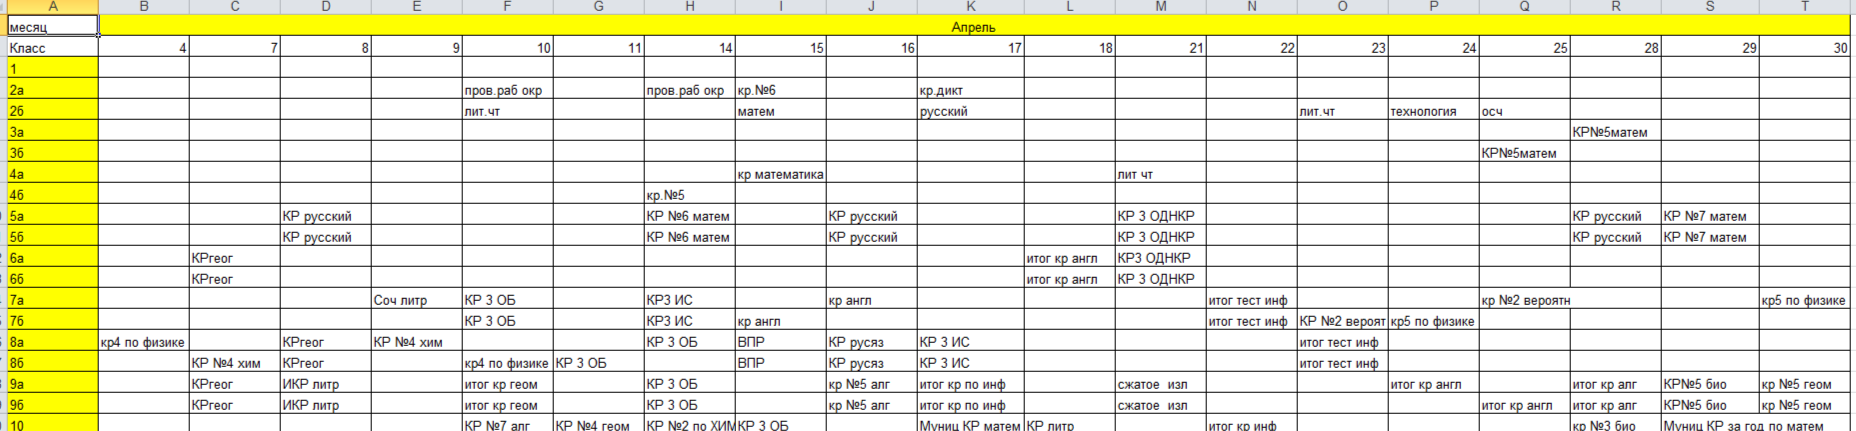 A B C D E F G H I J K L M N O P Q R S T
месяц Апрель
Класс 4 7 8 9 10 11 14 15 16 17 18 21 22 23 24 25 28 29 30
1
2а пров.раб окр пров.раб окр кр.№6 кр.дикт
2б лит.чт матем русский лит.чт технология осч
3а КР№5матем
3б КР№5матем
4а кр математика лит чт
4б кр.№5
5а КР русский КР №6 матем КР русский КР 3 ОДНКР КР русский КР №7 матем
5б КР русский КР №6 матем КР русский КР 3 ОДНКР КР русский КР №7 матем
6а КРгеог итог кр англ КР3 ОДНКР
6б КРгеог итог кр англ КР 3 ОДНКР
7а Соч литр КР 3 ОБ КР3 ИС кр англ итог тест инф кр №2 вероятн кр5 по физике
7б КР 3 ОБ КР3 ИС кр англ итог тест инф КР №2 вероят кр5 по физике
8а кр4 по физике КРгеог КР №4 хим КР 3 ОБ ВПР КР русяз КР 3 ИС итог тест инф
8б КР №4 хим КРгеог кр4 по физике КР 3 ОБ ВПР КР русяз КР 3 ИС итог тест инф
9а КРгеог ИКР литр итог кр геом КР 3 ОБ кр №5 алг итог кр по инф сжатое изл итог кр англ итог кр алг КР№5 био кр №5 геом
9б КРгеог ИКР литр итог кр геом КР 3 ОБ кр №5 алг итог кр по инф сжатое изл итог кр англ итог кр алг КР№5 био кр №5 геом
10 КР №7 алг КР №4 геом КР №2 по ХИМ КР 3 ОБ Муниц КР матем КР литр итог кр инф кр №3 био Муниц КР за год по матем